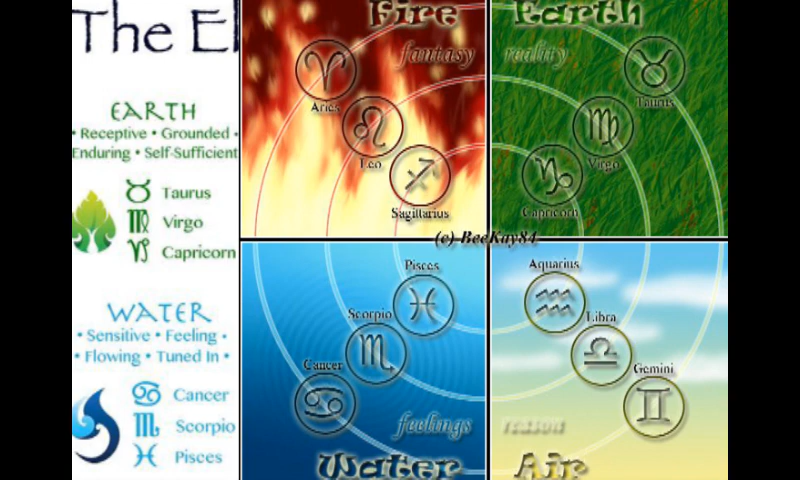 The El
EARTH
• Receptive • Grounded •
Enduring • Self-Sufficient
Taurus
Virgo
Capricorn
WATER
• Sensitive • Feeling •
• Flowing • Tuned In •
Cancer
Scorpio
Pisces
Fire
fantasy
Aries
Leo
Sagittarius
Earth
reality
Taurus
Virgo
Capricorn
(c) BeeKay84
Pisces
Scorpio
Cancer
feelings
Water
Aquarius
Libra
Gemini
reason
Air